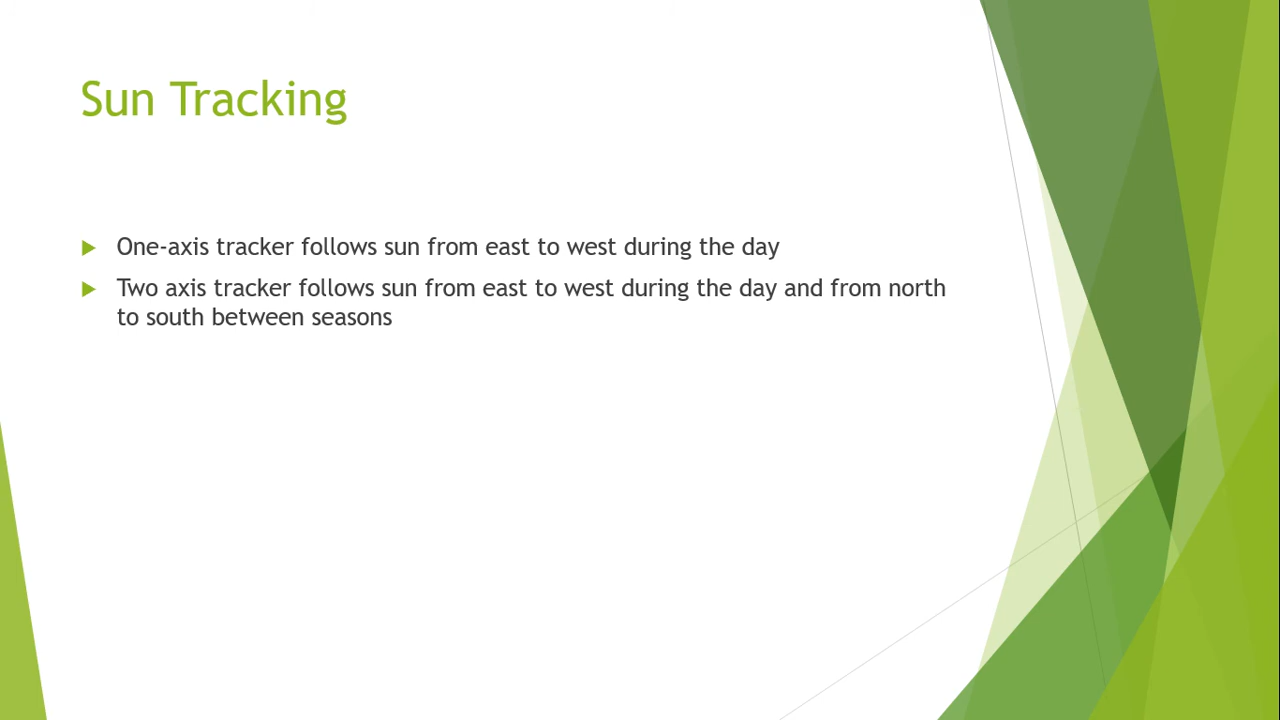 Sun Tracking
One-axis tracker follows sun from east to west during the day
Two axis tracker follows sun from east to west during the day and from north
to south between seasons